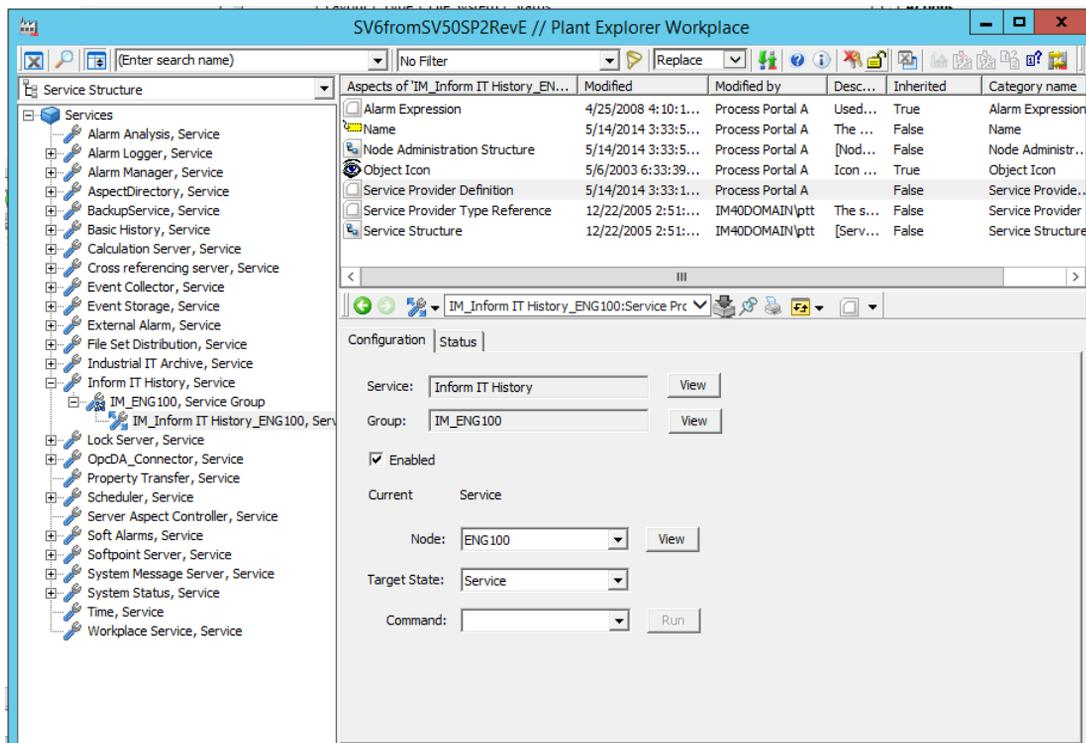 SV6fromSV50SP2RevE // Plant Explorer Workplace
(Enter search name) No Filter Replace
Service Structure
Services
Alarm Analysis, Service
Alarm Logger, Service
Alarm Manager, Service
AspectDirectory, Service
BackupService, Service
Basic History, Service
Calculation Server, Service
Cross referencing server, Service
Event Collector, Service
Event Storage, Service
External Alarm, Service
File Set Distribution, Service
Industrial IT Archive, Service
Inform IT History, Service
IM_ENG100, Service Group
IM_Inform IT History_ENG100, Serv
Lock Server, Service
OpcDA_Connector, Service
Property Transfer, Service
Scheduler, Service
Server Aspect Controller, Service
Soft Alarms, Service
Softpoint Server, Service
System Message Server, Service
System Status, Service
Time, Service
Workplace Service, Service
Aspects of 'IM_Inform IT History_EN... Modified Modified by Desc... Inherited Category name
Alarm Expression 4/25/2008 4:10:1... Process Portal A Used... True Alarm Expression
Name 5/14/2014 3:33:5... Process Portal A The ... False Name
Node Administration Structure 5/14/2014 3:33:5... Process Portal A [Nod... False Node Administr...
Object Icon 5/6/2003 6:33:39... Process Portal A Icon ... True Object Icon
Service Provider Definition 5/14/2014 3:33:1... Process Portal A False Service Provide...
Service Provider Type Reference 12/22/2005 2:51:... IM40DOMAIN\ptt The s... False Service Provider
Service Structure 12/22/2005 2:51:... IM40DOMAIN\ptt [Serv... False Service Structure
IM_Inform IT History_ENG100:Service Prc
Configuration Status
Service: Inform IT History View
Group: IM_ENG100 View
Enabled
Current Service
Node: ENG100 View
Target State: Service
Command: Run